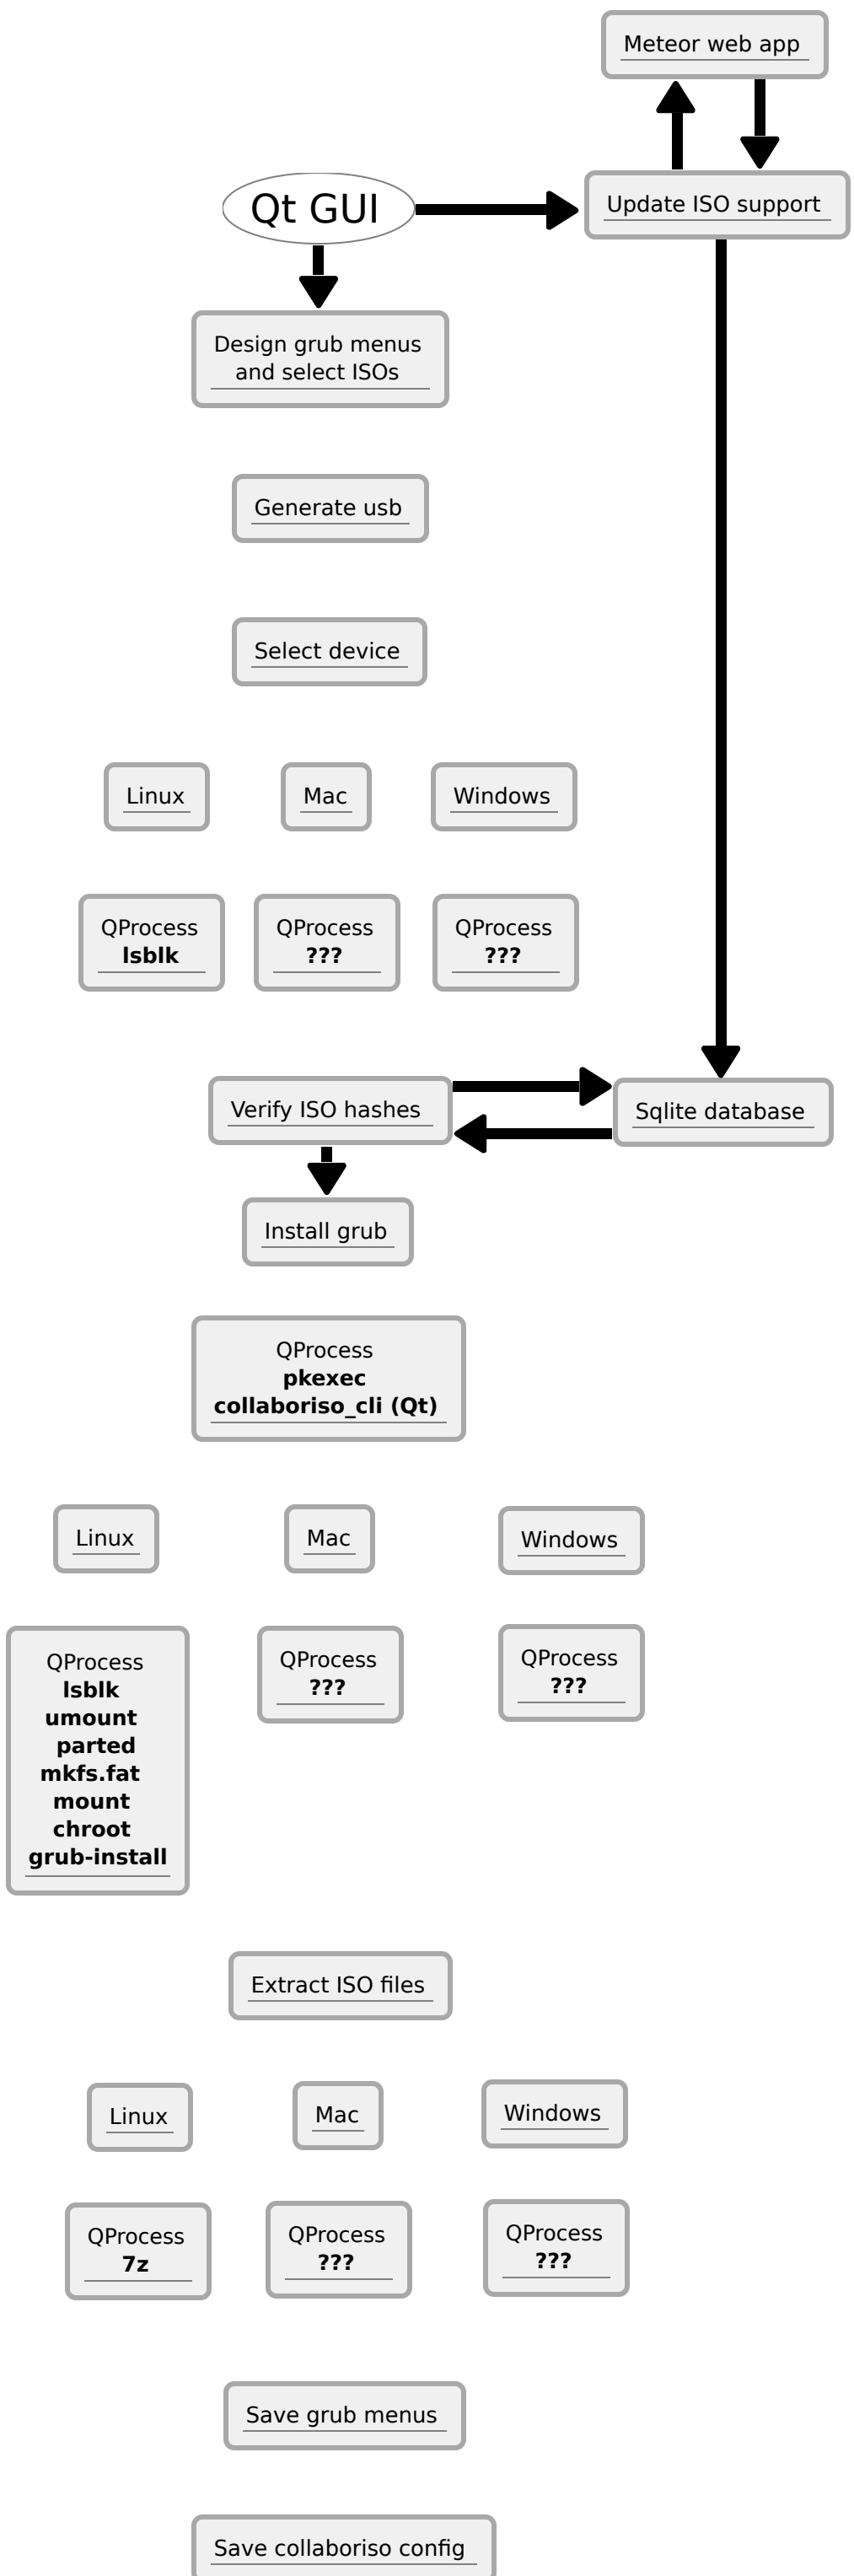 Meteor web app
Qt GUI
Update ISO support
Design grub menus
and select ISOs
Generate usb
Select device
Linux
Mac
Windows
QProcess
lsblk
QProcess
???
QProcess
???
Verify ISO hashes
Sqlite database
Install grub
QProcess
pkexec
collaboriso_cli (Qt)
Linux
Mac
Windows
QProcess
lsblk
umount
parted
mkfs.fat
mount
chroot
grub-install
QProcess
???
QProcess
???
Extract ISO files
Linux
Mac
Windows
QProcess
7z
QProcess
???
QProcess
???
Save grub menus
Save collaboriso config